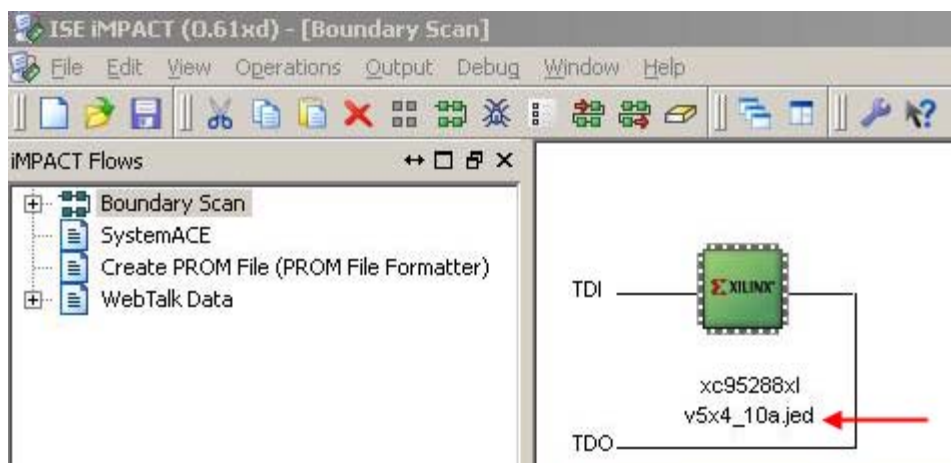 ISE iMPACT (0.61xd) - [Boundary Scan]
File Edit View Operations Output Debug Window Help
iMPACT Flows
Boundary Scan
SystemACE
Create PROM File (PROM File Formatter)
WebTalk Data
TDI
XILINX
xc95288xl
v5x4_10a.jed
TDO